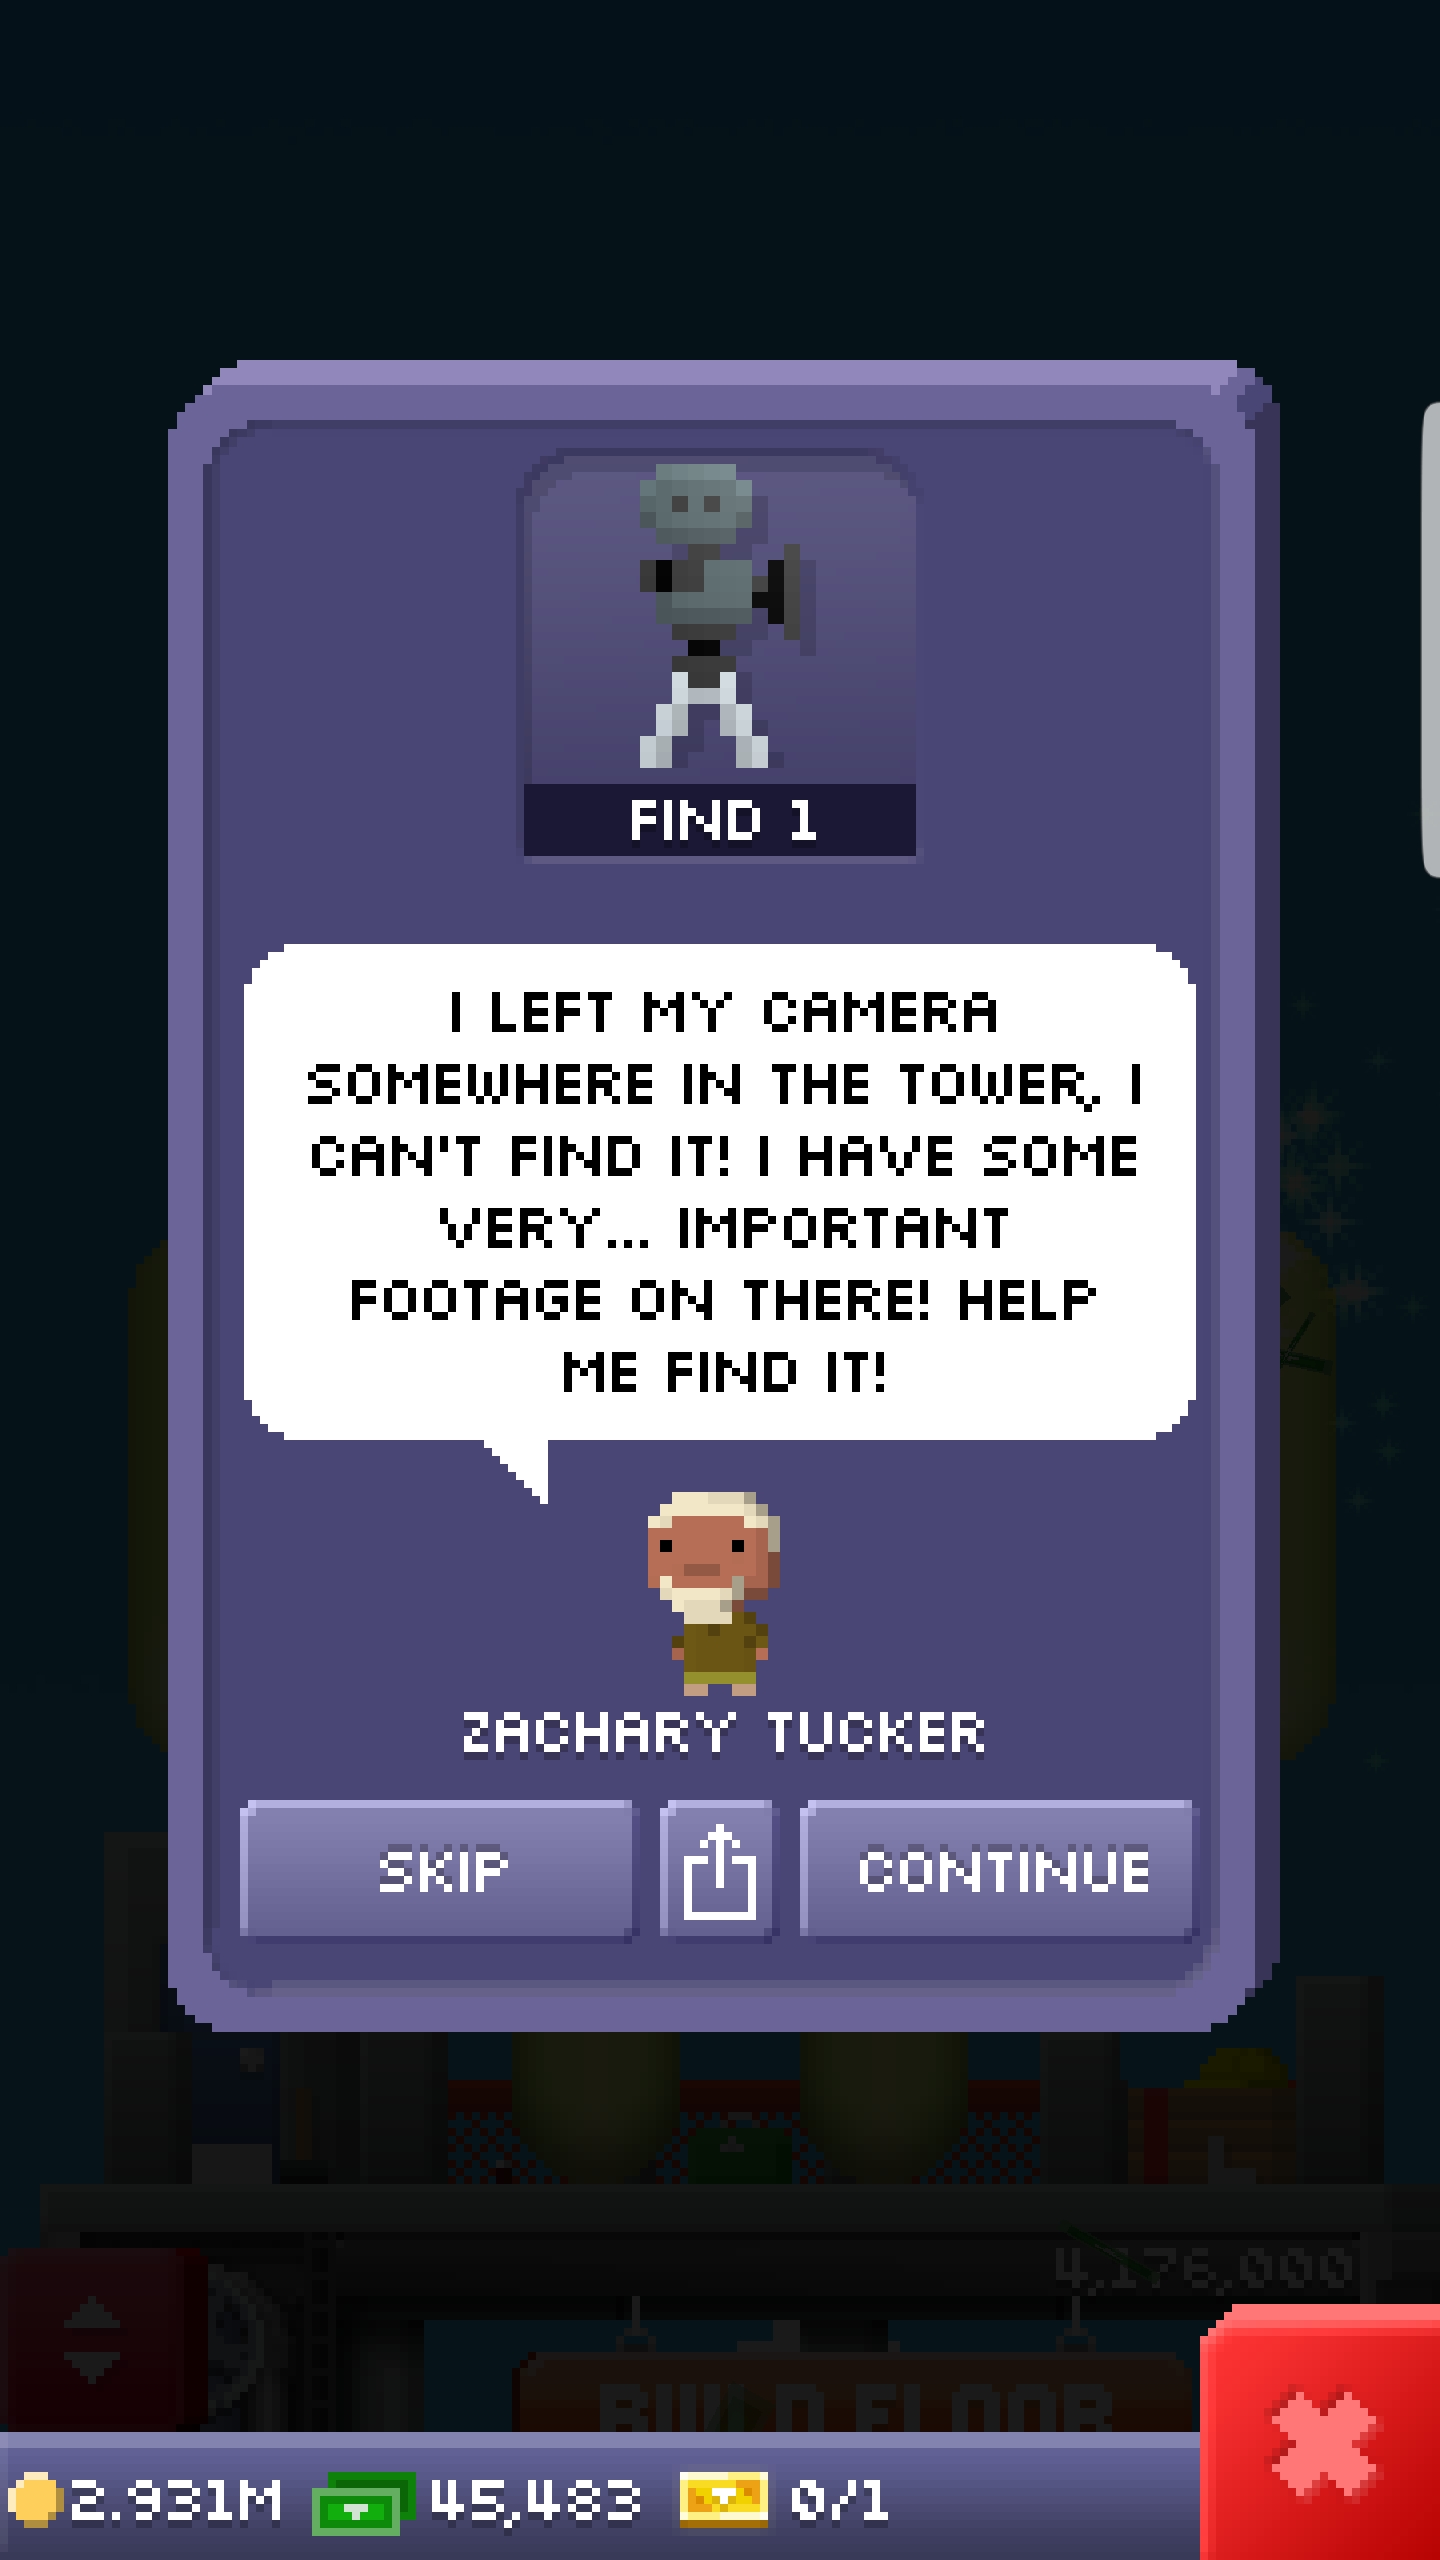 FIND 1
I LEFT MY CAMERA
SOMEWHERE IN THE TOWER, I
CAN'T FIND IT! I HAVE SOME
VERY... IMPORTANT
FOOTAGE ON THERE! HELP
ME FIND IT!
ZACHARY TUCKER
SKIP
CONTINUE
4,176,000
BUILD FLOOR
2.931M 45,483 0/1